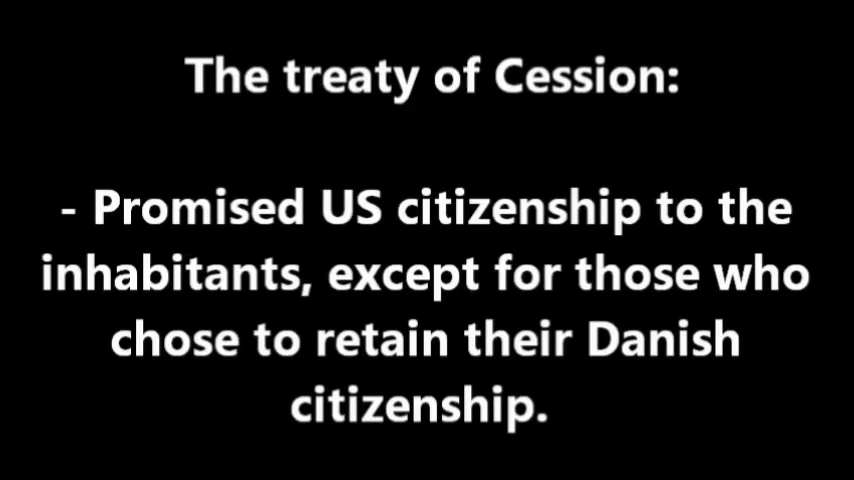 The treaty of Cession:
- Promised US citizenship to the
inhabitants, except for those who
chose to retain their Danish
citizenship.